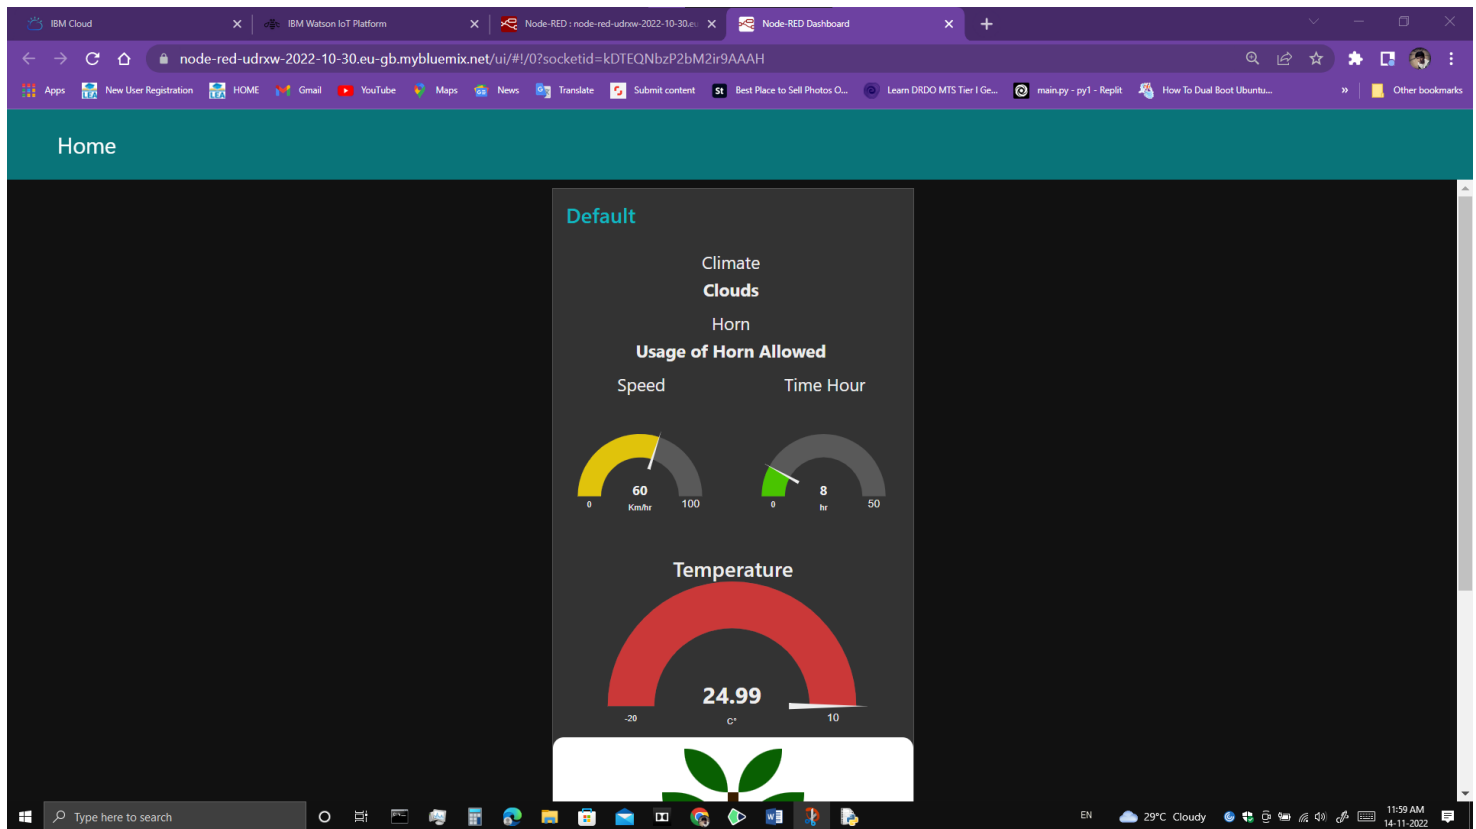 IBM Cloud
IBM Watson IoT Platform
Node-RED : node-red-udrxw-2022-10-30.eu
Node-RED Dashboard
node-red-udrxw-2022-10-30.eu-gb.mybluemix.net/ui/#!/0?socketid=kDTEQNbzP2bM2ir9AAAH
Apps LEA New User Registration LEA HOME Gmail YouTube Maps News Translate Submit content St Best Place to Sell Photos O... Learn DRDO MTS Tier I Ge... main.py - py1 - Replit How To Dual Boot Ubuntu... » Other bookmarks
Home
Default
Climate
Clouds
Horn
Usage of Horn Allowed
Speed Time Hour
60 8
Km/hr hr
0 100 0 50
Temperature
24.99
-20 C° 10
Type here to search
EN 29°C Cloudy 11:59 AM
14-11-2022